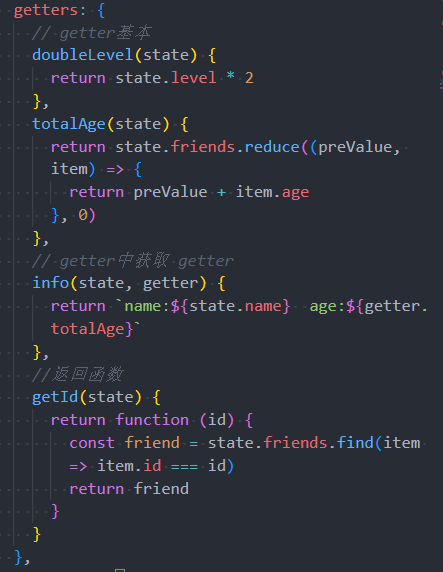 getters: {
// getter基本
doubleLevel(state) {
return state.level * 2
},
totalAge(state) {
return state.friends.reduce((preValue,
item) => {
return preValue + item.age
}, 0)
},
// getter中获取 getter
info(state, getter) {
return `name:${state.name}  age:${getter.
totalAge}`
},
//返回函数
getId(state) {
return function (id) {
const friend = state.friends.find(item
=> item.id === id)
return friend
}
}
},